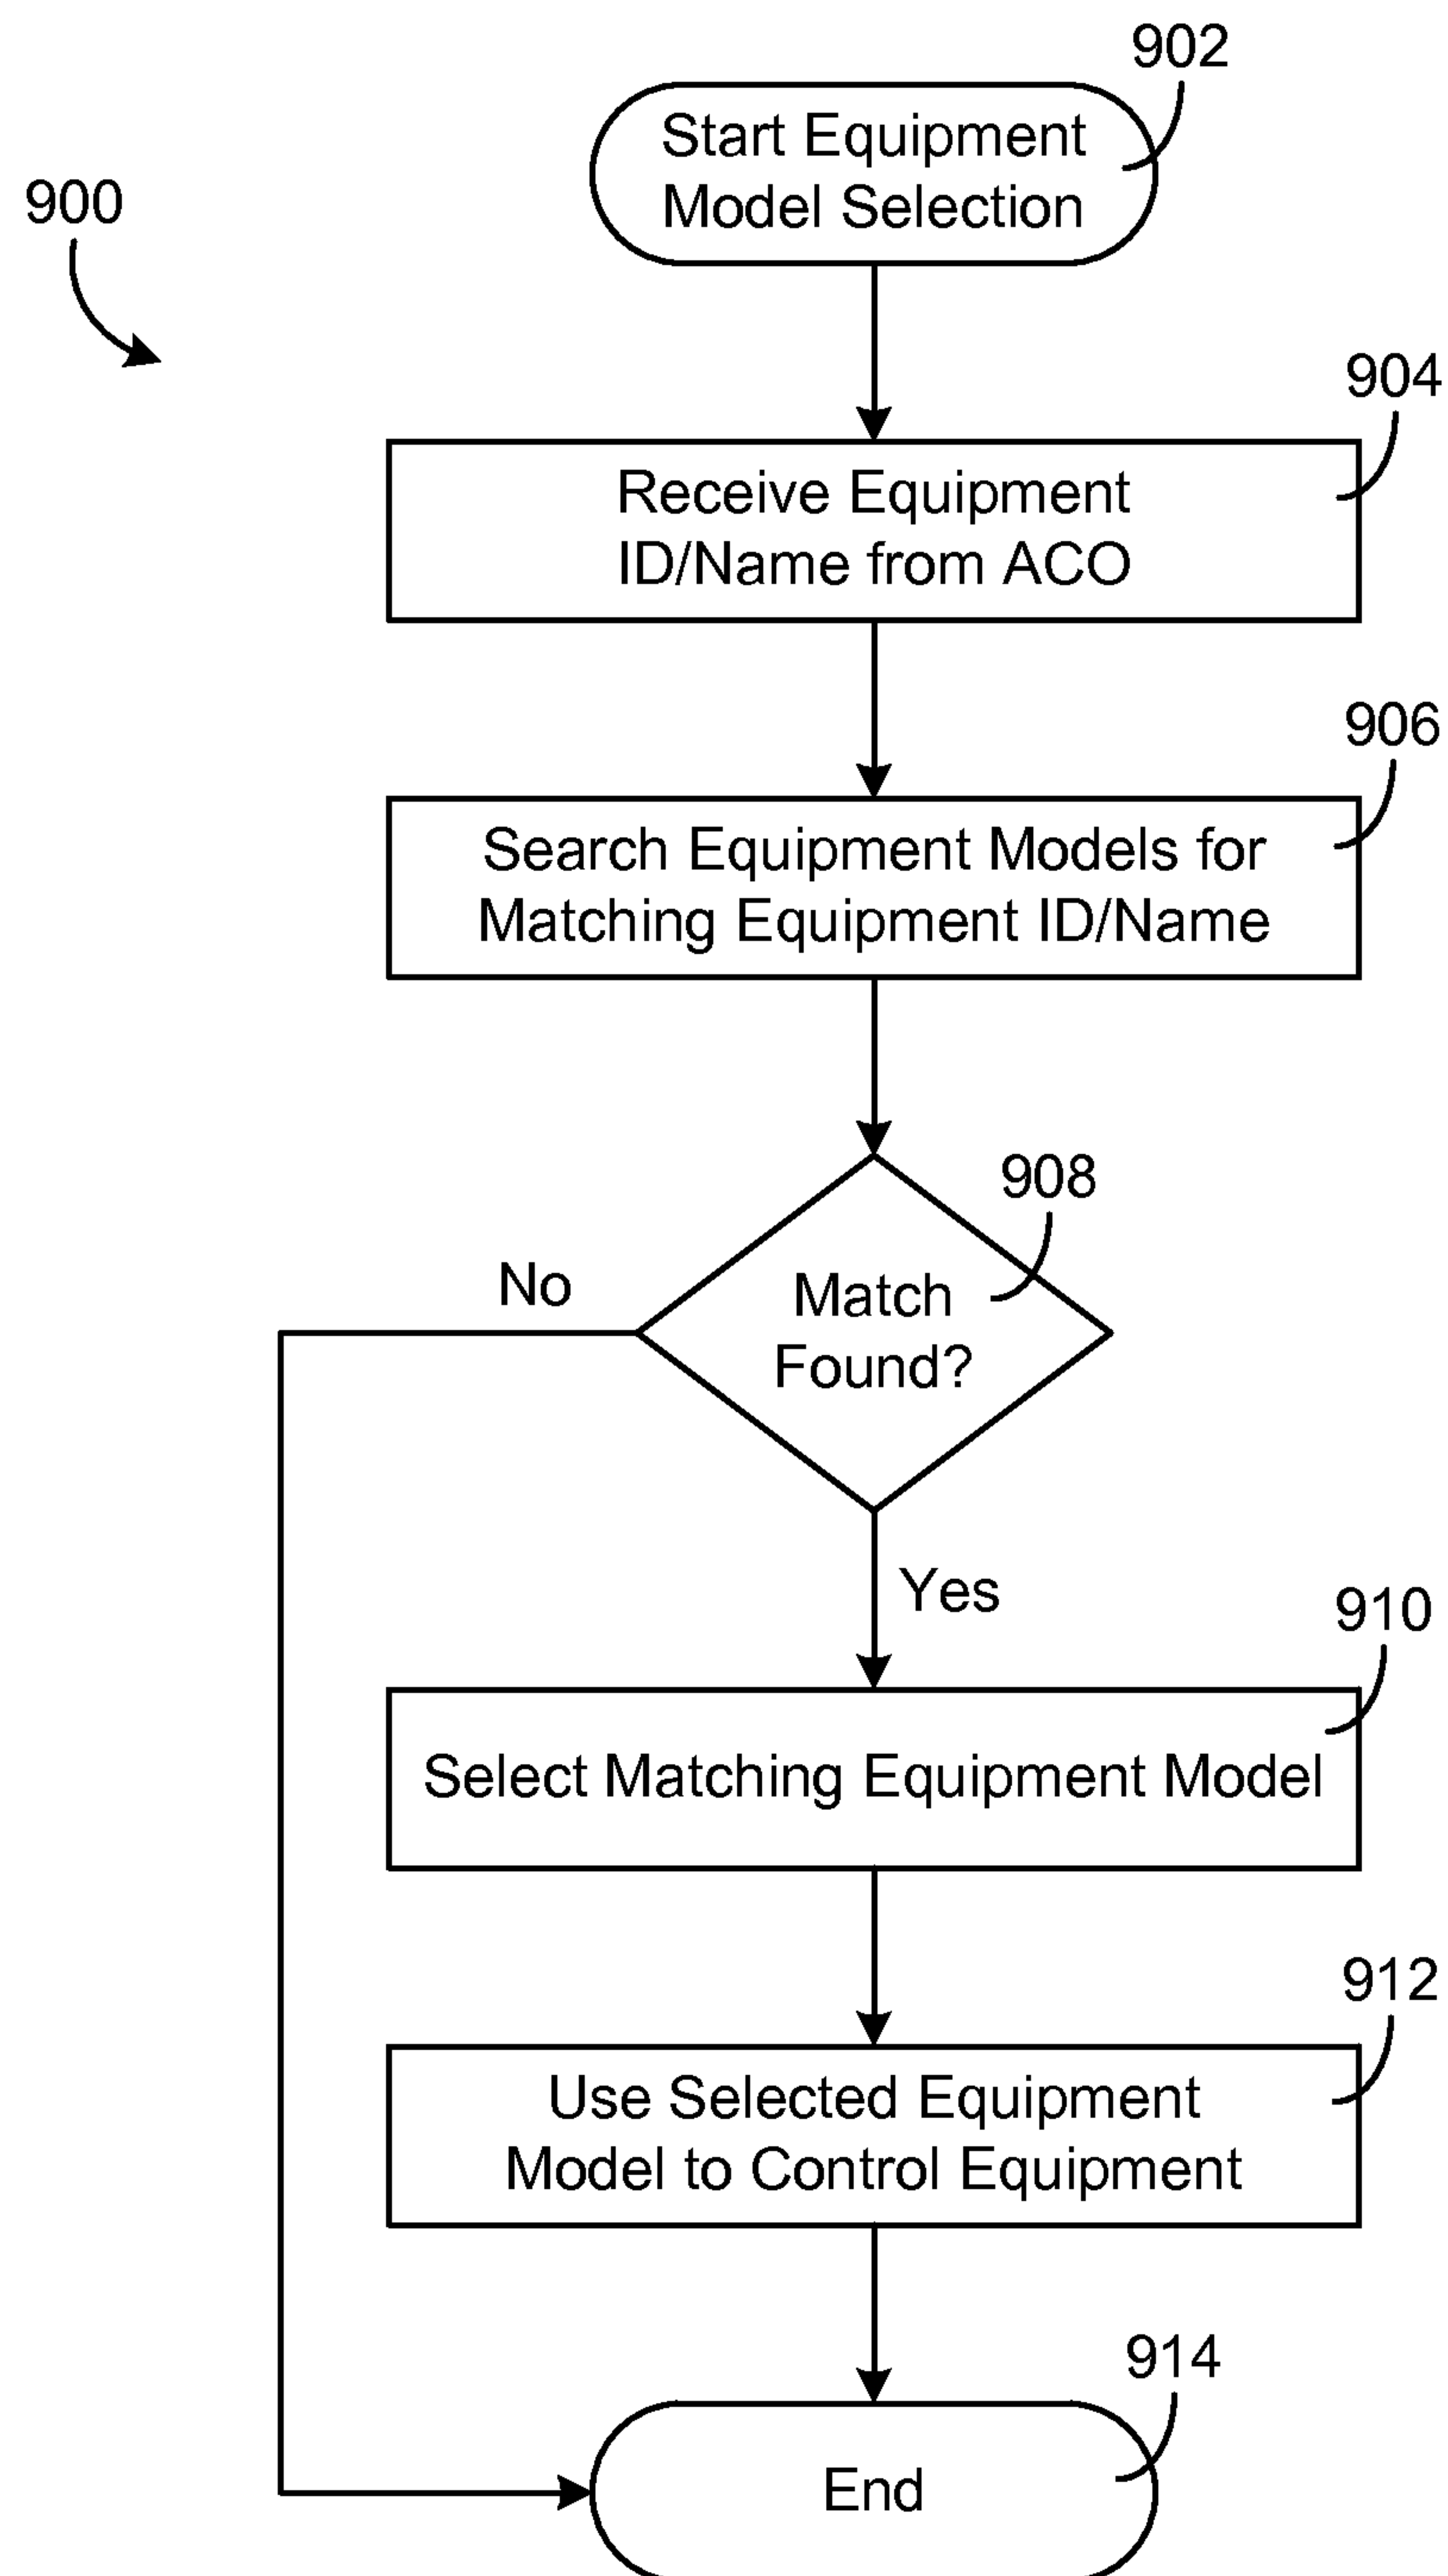 902
Start Equipment
Model Selection
900
904
Receive Equipment
ID/Name from ACO
906
Search Equipment Models for
Matching Equipment ID/Name
908
No
Match
Found?
Yes
910
Select Matching Equipment Model
912
Use Selected Equipment
Model to Control Equipment
914
End